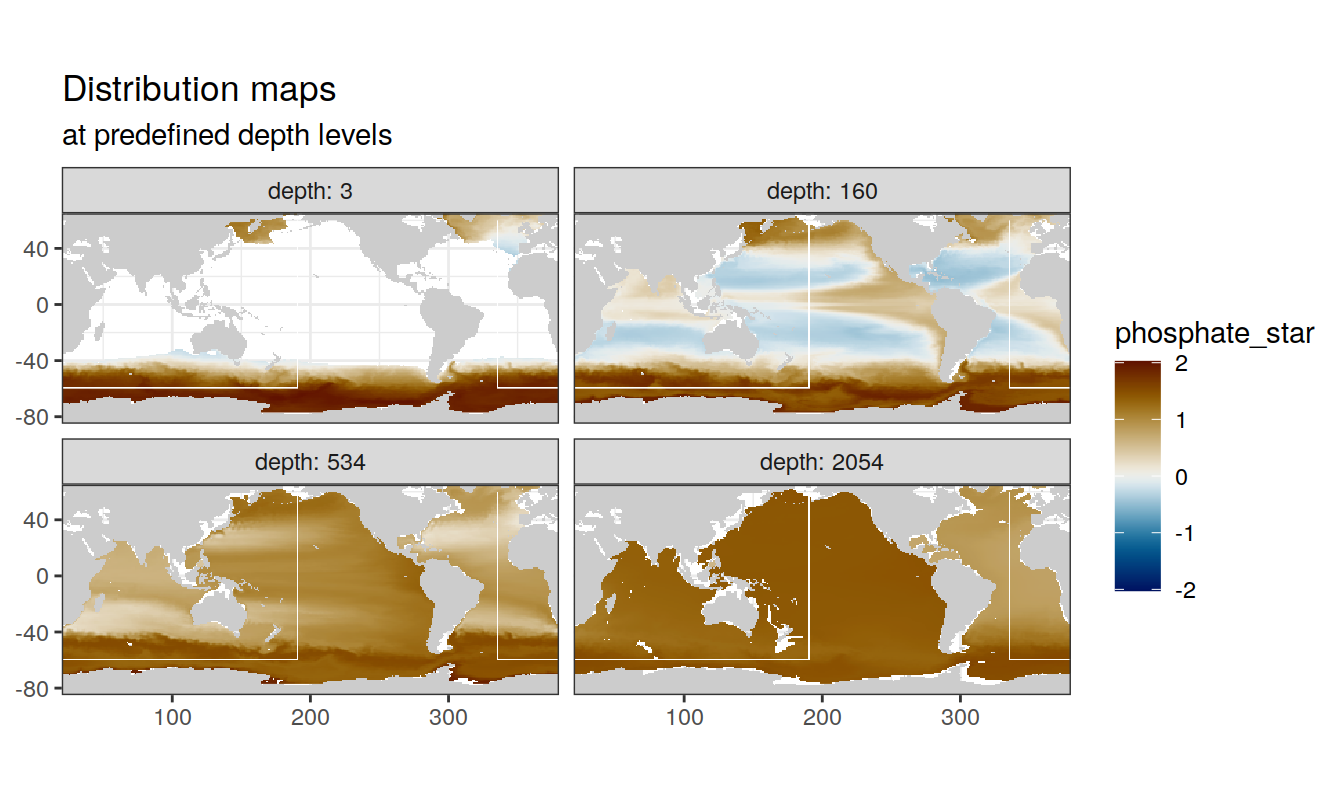 Distribution maps
at predefined depth levels
depth: 3
depth: 160
40
0
-40
-80
depth: 534
depth: 2054
40
0
-40
-80
100
200
300
100
200
300
phosphate_star
2
1
0
-1
-2